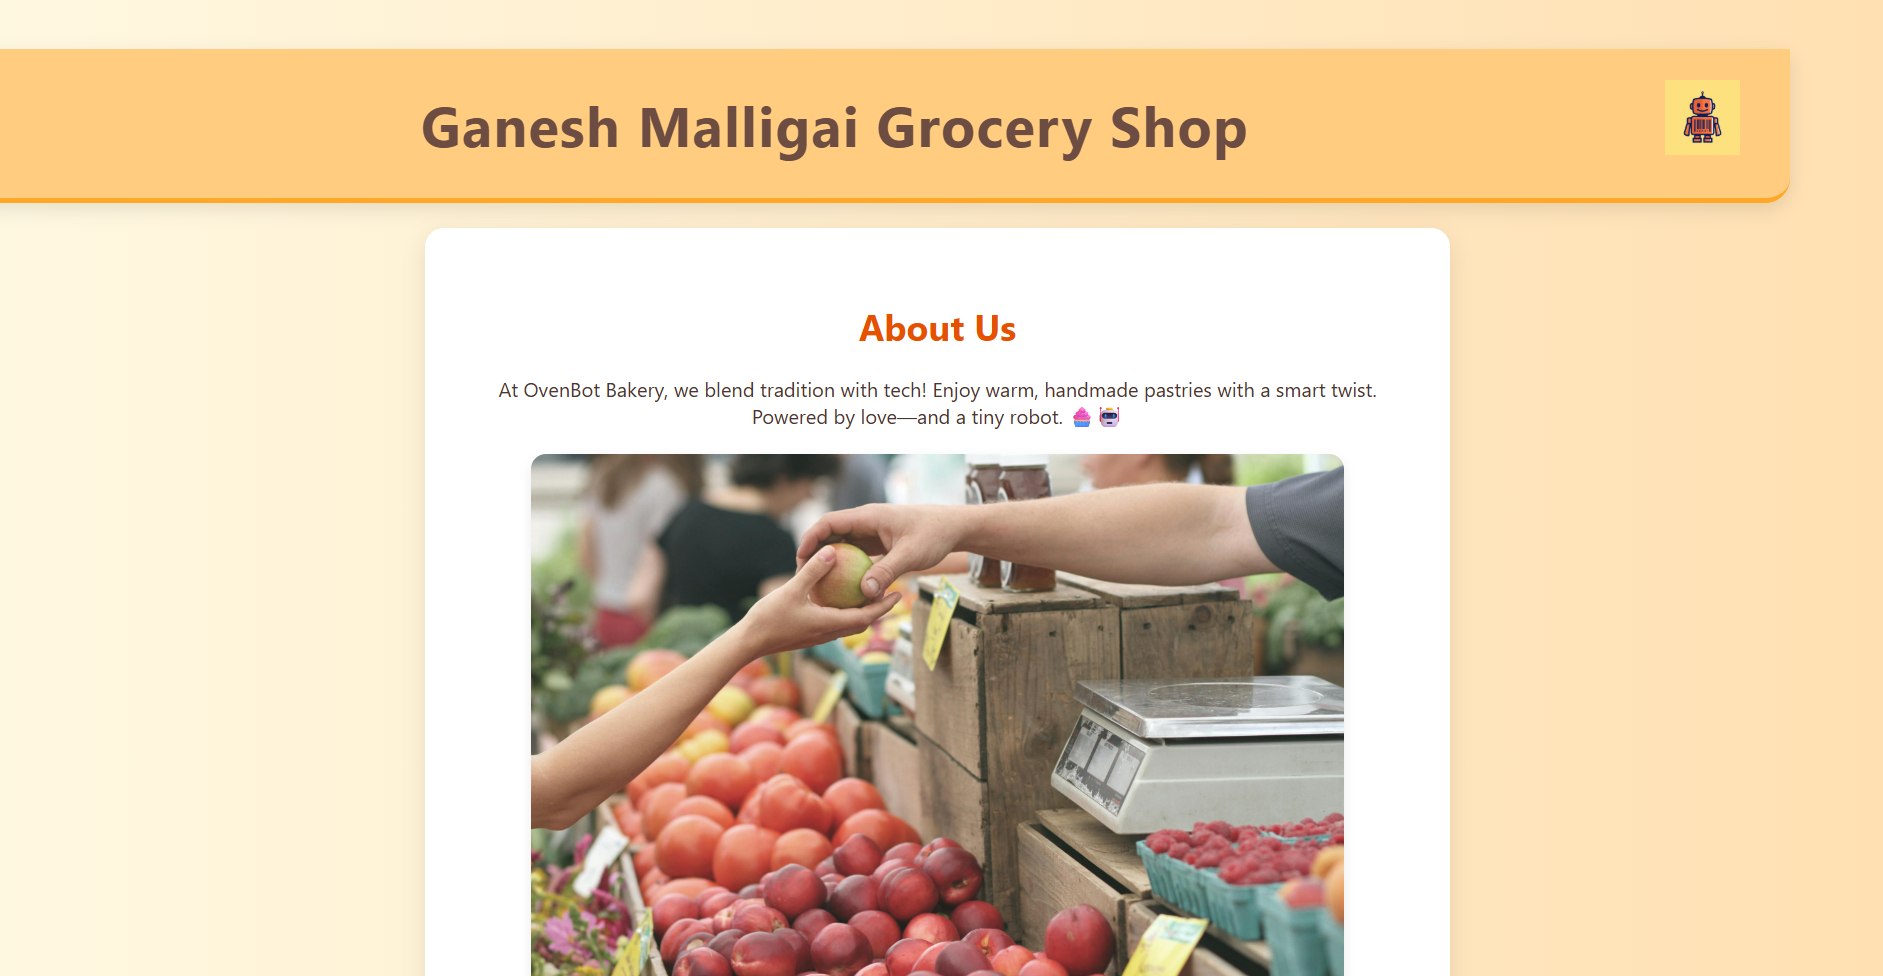 Ganesh Malligai Grocery Shop
About Us
At OvenBot Bakery, we blend tradition with tech! Enjoy warm, handmade pastries with a smart twist.
Powered by love—and a tiny robot. 🧁🤖